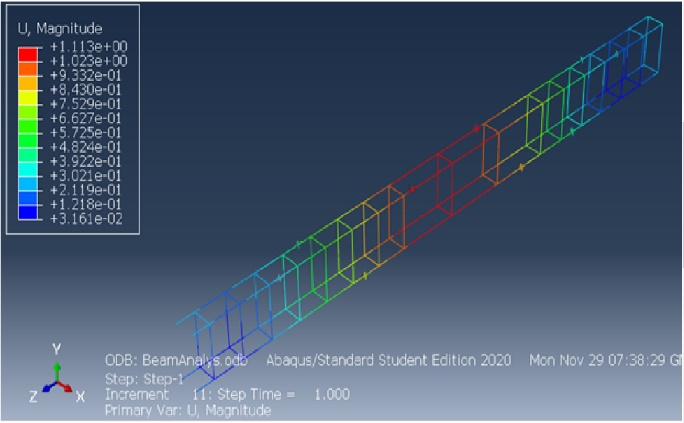 U, Magnitude
+1.113e+00
+1.023e+00
+9.332e-01
+8.430e-01
+7.529e-01
+6.627e-01
+5.725e-01
+4.824e-01
+3.922e-01
+3.021e-01
+2.119e-01
+1.218e-01
+3.161e-02
Y
Z
X
ODB: BeamAnalys.odb Abaqus/Standard Student Edition 2020 Mon Nov 29 07:38:29 G
Step: Step-1
Increment 11: Step Time = 1.000
Primary Var: U, Magnitude